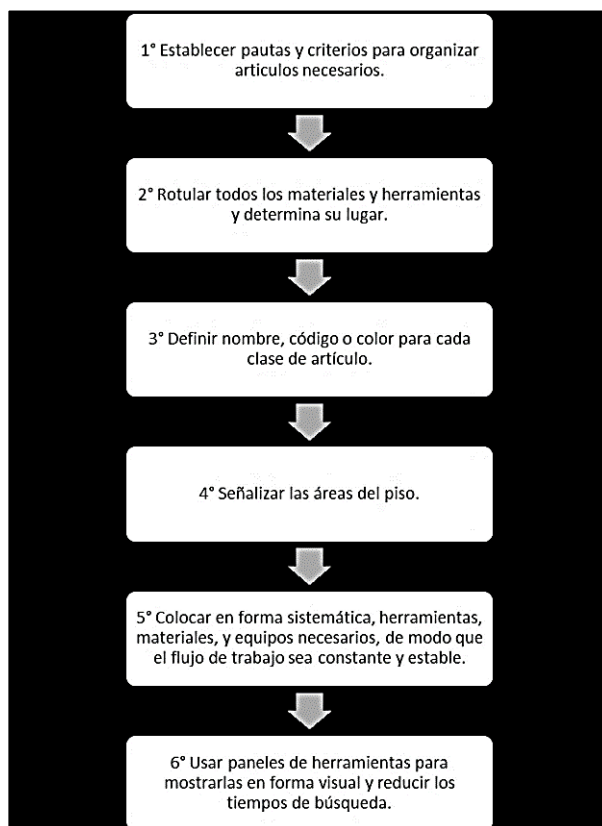 1° Establecer pautas y criterios para organizar
articulos necesarios.
2° Rotular todos los materiales y herramientas
y determina su lugar.
3° Definir nombre, código o color para cada
clase de artículo.
4° Señalizar las áreas del piso.
5° Colocar en forma sistemática, herramientas,
materiales, y equipos necesarios, de modo que
el flujo de trabajo sea constante y estable.
6° Usar paneles de herramientas para
mostrarlas en forma visual y reducir los
tiempos de búsqueda.